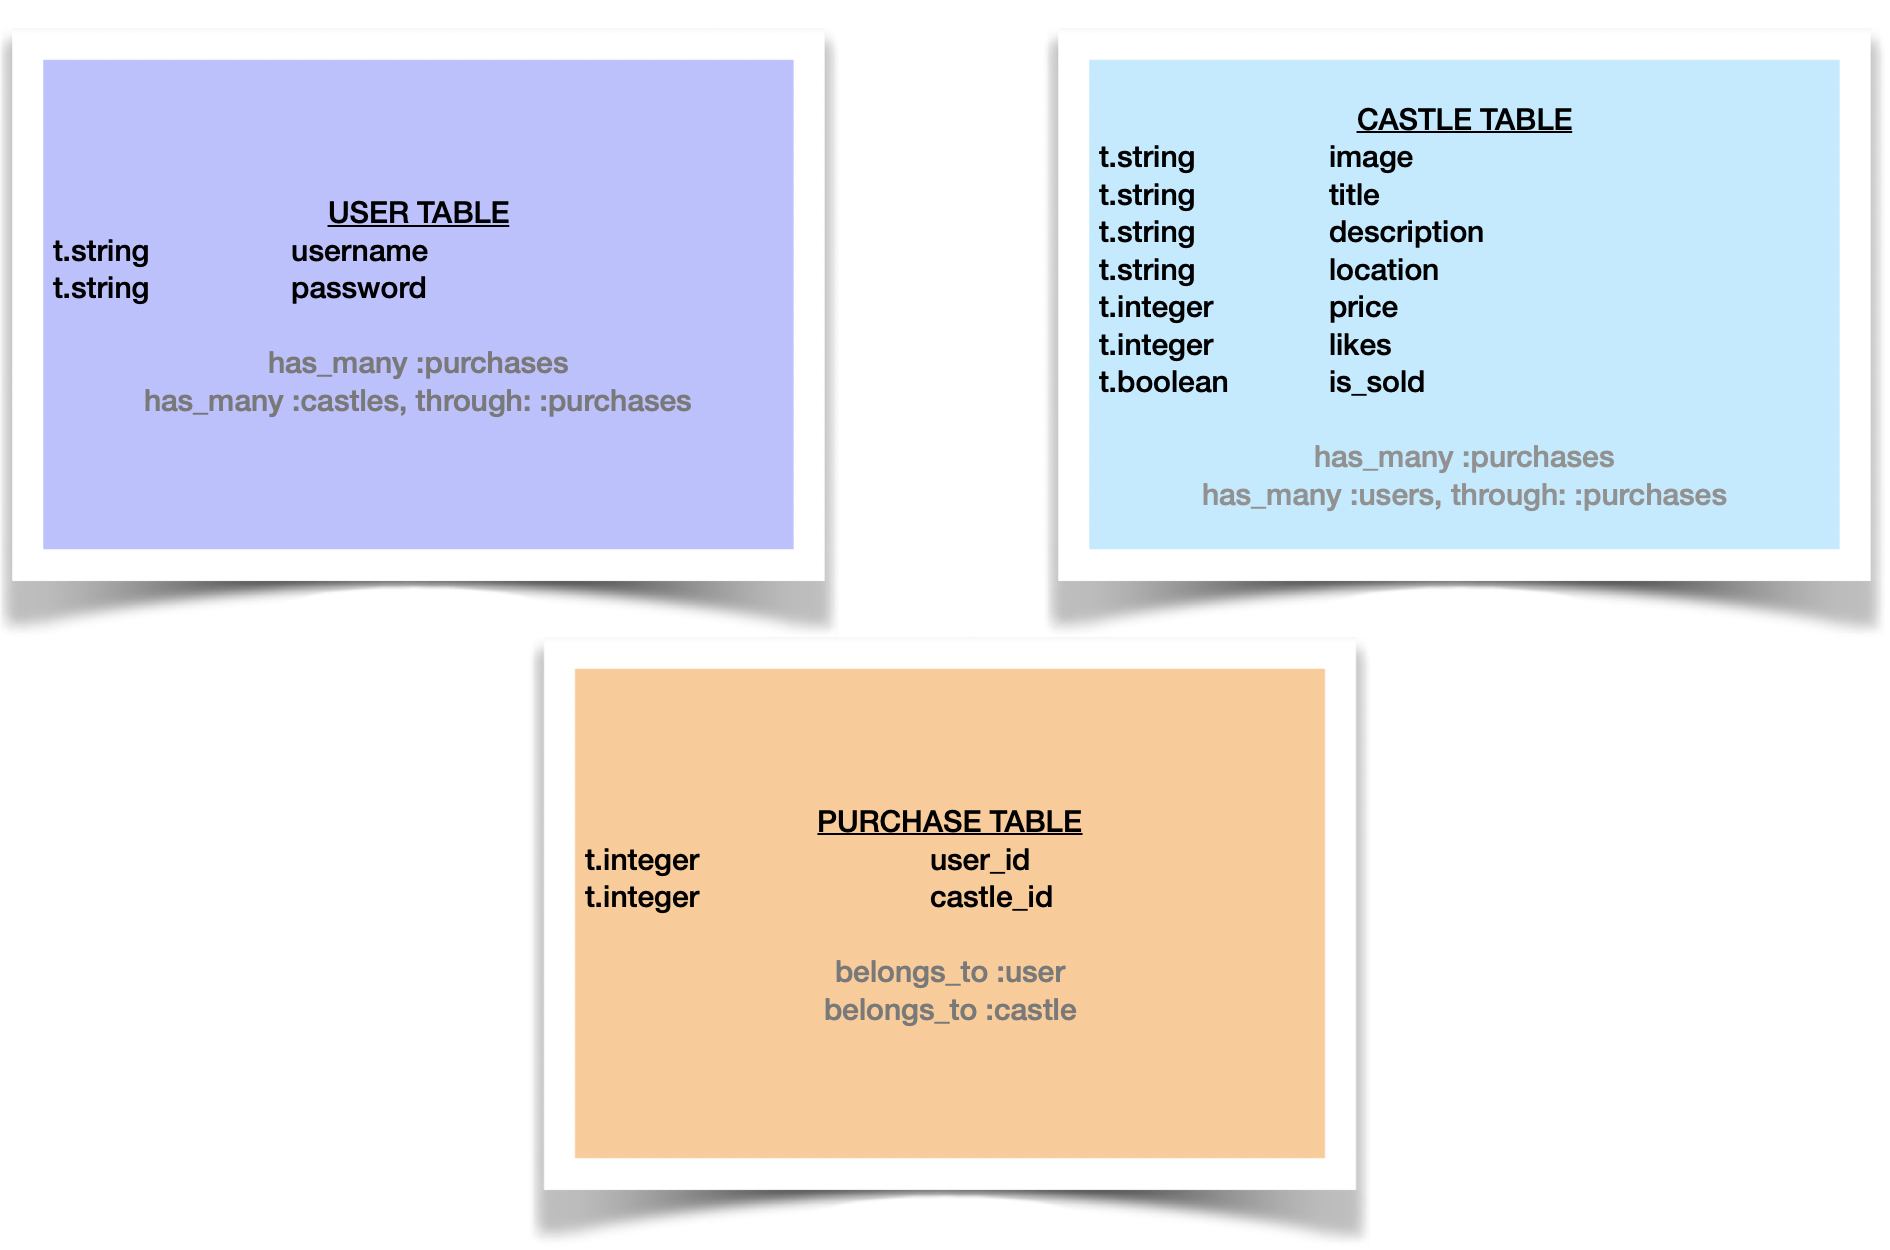 USER TABLE
t.string username
t.string password
has_many :purchases
has_many :castles, through: :purchases
CASTLE TABLE
t.string image
t.string title
t.string description
t.string location
t.integer price
t.integer likes
t.boolean is_sold
has_many :purchases
has_many :users, through: :purchases
PURCHASE TABLE
t.integer user_id
t.integer castle_id
belongs_to :user
belongs_to :castle